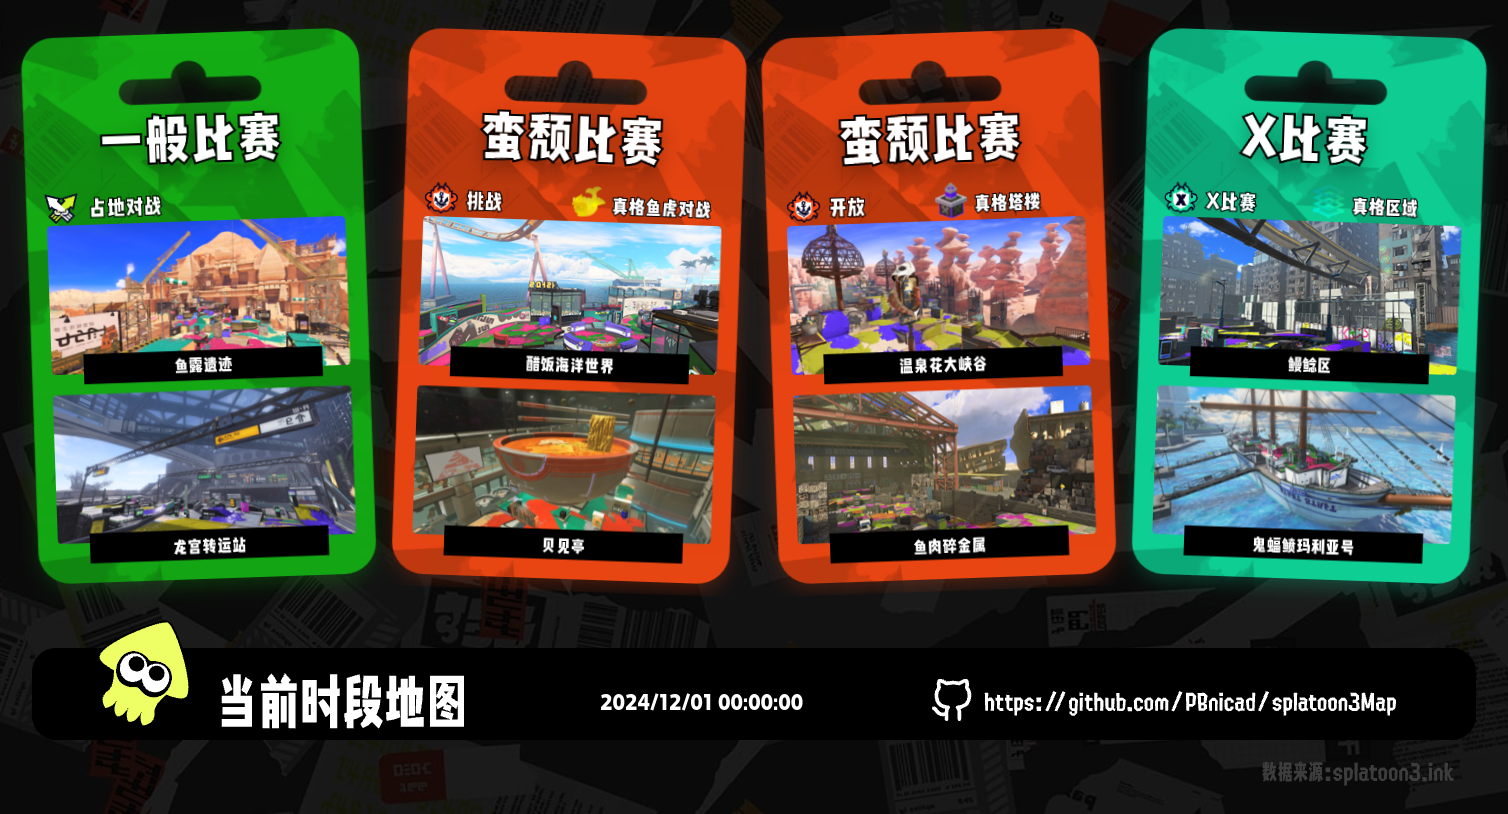 一般比赛
占地对战
鱼露遗迹
龙宫转运站
蛮颓比赛
挑战
真格鱼虎对战
醋饭海洋世界
贝见亭
蛮颓比赛
开放
真格塔楼
温泉花大峡谷
鱼肉碎金属
X比赛
X比赛
真格区域
鳗鲶区
鬼蝠鲼玛利亚号
当前时段地图
2024/12/01 00:00:00
https://github.com/PBnicad/splatoon3Map
数据来源:splatoon3.ink